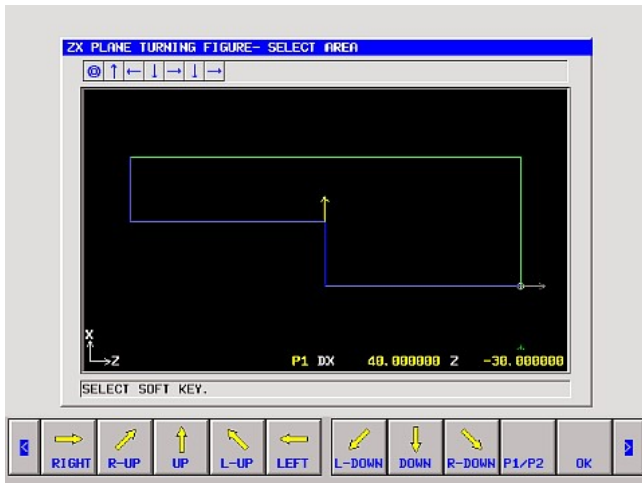 ZX PLANE TURNING FIGURE- SELECT AREA
X
Z
P1 DX 40.000000 Z -30.000000
SELECT SOFT KEY.
< RIGHT R-UP UP L-UP LEFT L-DOWN DOWN R-DOWN P1/P2 OK >